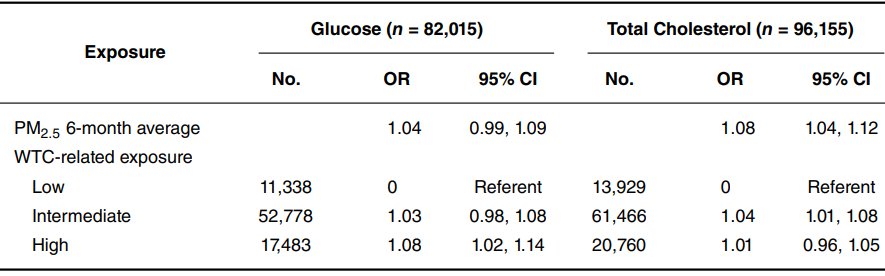 Exposure Glucose (n = 82,015) Total Cholesterol (n = 96,155)
No. OR 95% CI No. OR 95% CI
PM2.5 6-month average 1.04 0.99, 1.09 1.08 1.04, 1.12
WTC-related exposure
Low 11,338 0 Referent 13,929 0 Referent
Intermediate 52,778 1.03 0.98, 1.08 61,466 1.04 1.01, 1.08
High 17,483 1.08 1.02, 1.14 20,760 1.01 0.96, 1.05